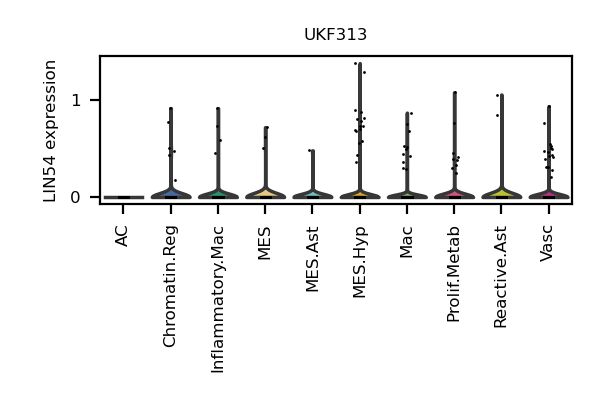 UKF313
LIN54 expression
1
0
AC
Chromatin.Reg
Inflammatory.Mac
MES
MES.Ast
MES.Hyp
Mac
Prolif.Metab
Reactive.Ast
Vasc